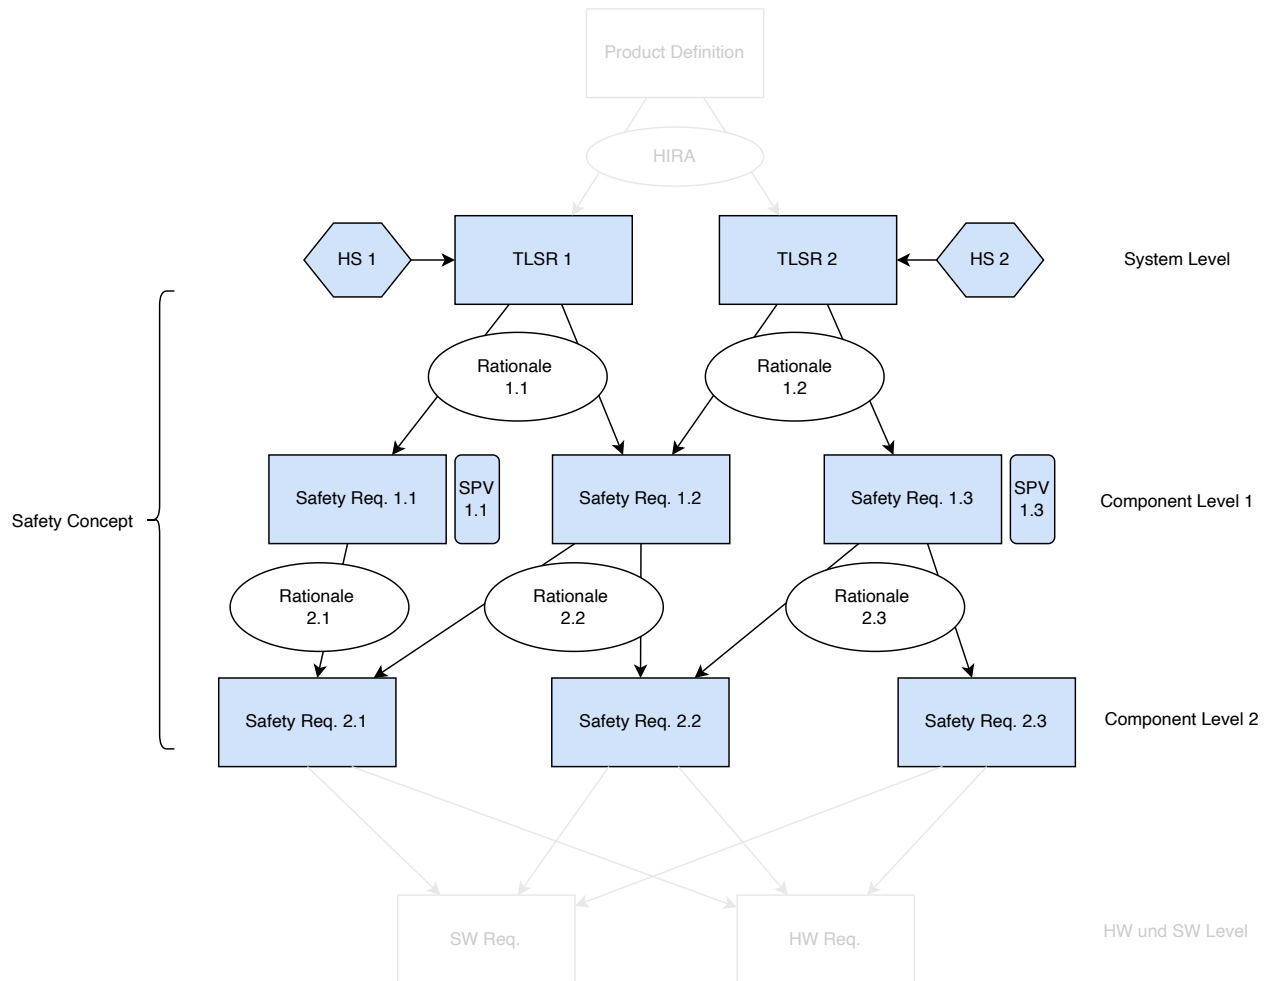 Product Definition
HIRA
HS 1
TLSR 1
TLSR 2
HS 2
System Level
Rationale
1.1
Rationale
1.2
Safety Concept
Safety Req. 1.1
SPV
1.1
Safety Req. 1.2
Safety Req. 1.3
SPV
1.3
Component Level 1
Rationale
2.1
Rationale
2.2
Rationale
2.3
Safety Req. 2.1
Safety Req. 2.2
Safety Req. 2.3
Component Level 2
SW Req.
HW Req.
HW und SW Level